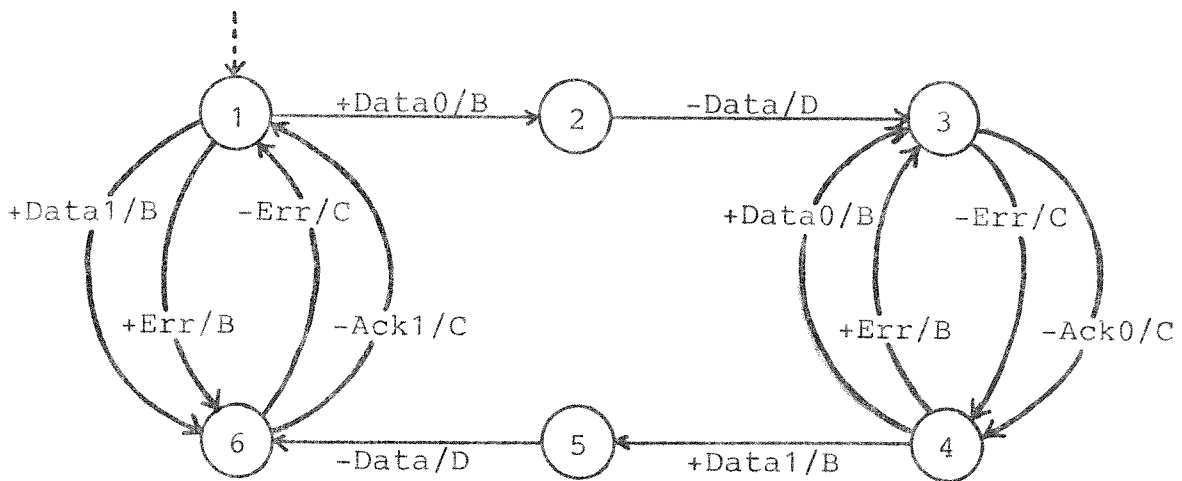 1 +Data0/B 2 -Data/D 3
+Data1/B -Err/C +Data0/B -Err/C
+Err/B -Ack1/C +Err/B -Ack0/C
6 -Data/D 5 +Data1/B 4